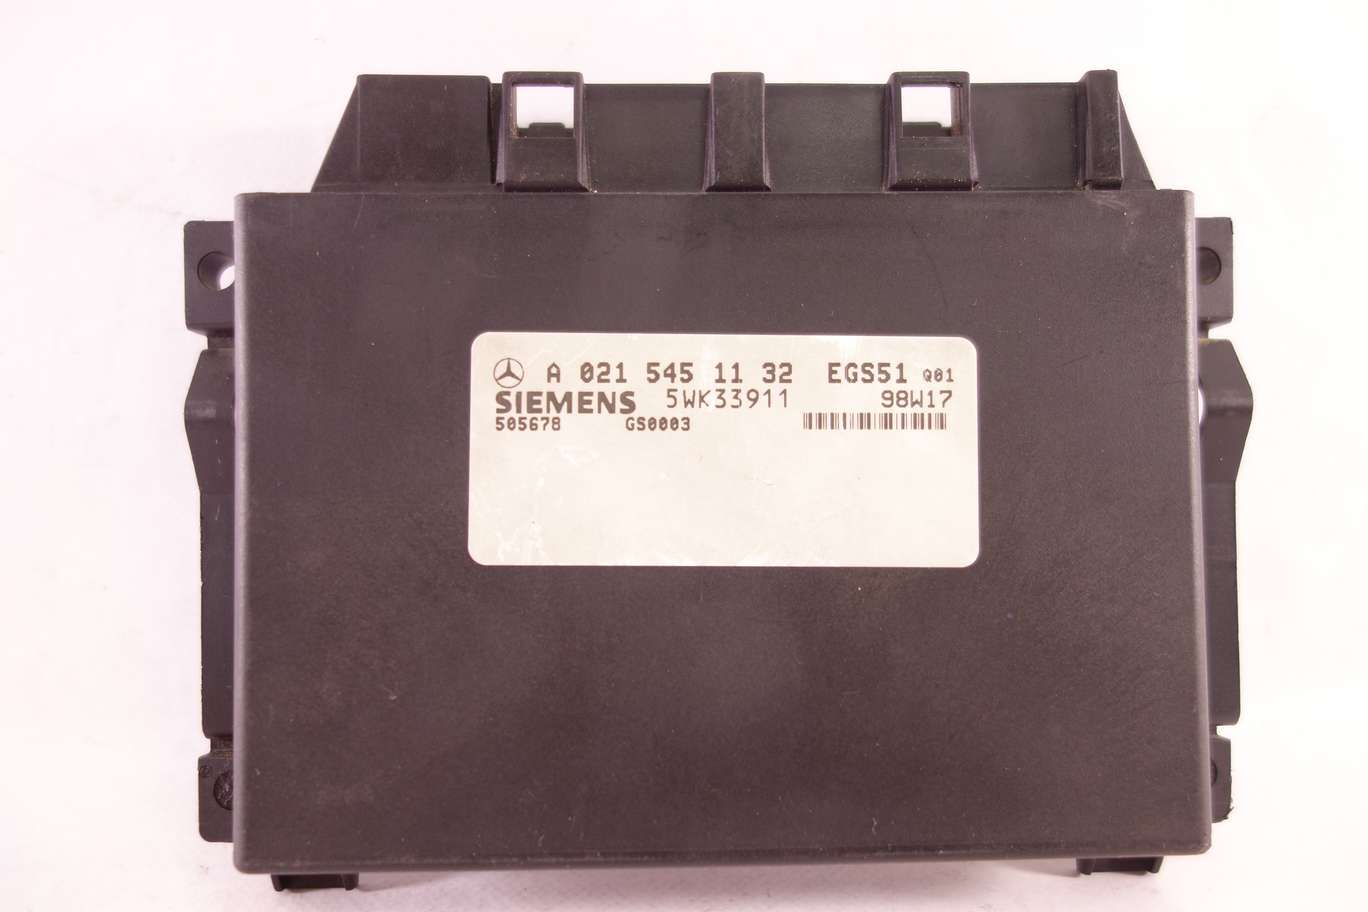 A 021 545 11 32 EGS51 Q01
SIEMENS 5WK33911 98W17
505678 GS0003